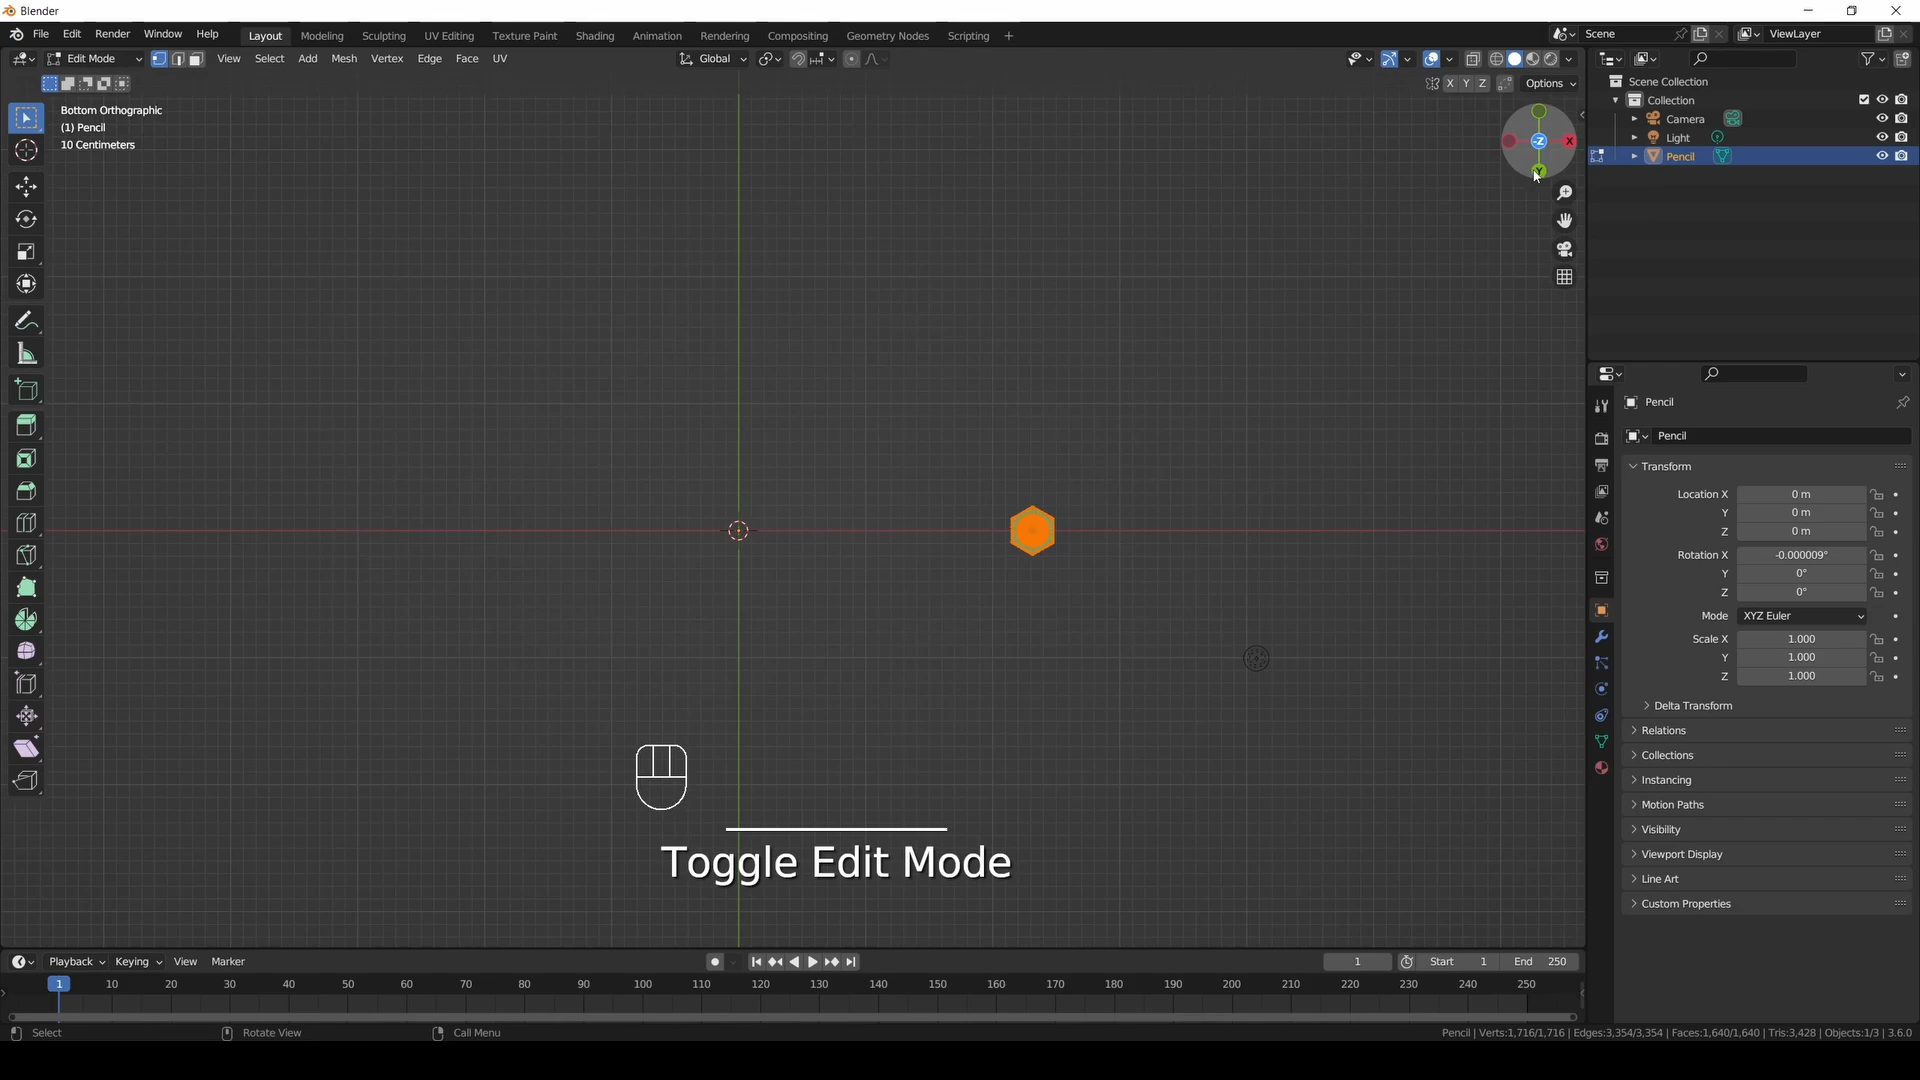 Blender
File Edit Render Window Help Layout Modeling Sculpting UV Editing Texture Paint Shading Animation Rendering Compositing Geometry Nodes Scripting + Scene ViewLayer
Edit Mode View Select Add Mesh Vertex Edge Face UV Global
X Y Z Options
Bottom Orthographic
(1) Pencil
10 Centimeters
-Z X Y
Scene Collection
Collection
Camera
Light
Pencil
Pencil
Pencil
Transform
Location X 0 m
Y 0 m
Z 0 m
Rotation X -0.000009°
Y 0°
Z 0°
Mode XYZ Euler
Scale X 1.000
Y 1.000
Z 1.000
Delta Transform
Relations
Collections
Instancing
Motion Paths
Visibility
Viewport Display
Line Art
Custom Properties
Toggle Edit Mode
Playback Keying View Marker 1 Start 1 End 250
1 10 20 30 40 50 60 70 80 90 100 110 120 130 140 150 160 170 180 190 200 210 220 230 240 250
Select Rotate View Call Menu Pencil | Verts:1,716/1,716 | Edges:3,354/3,354 | Faces:1,640/1,640 | Tris:3,428 | Objects:1/3 | 3.6.0